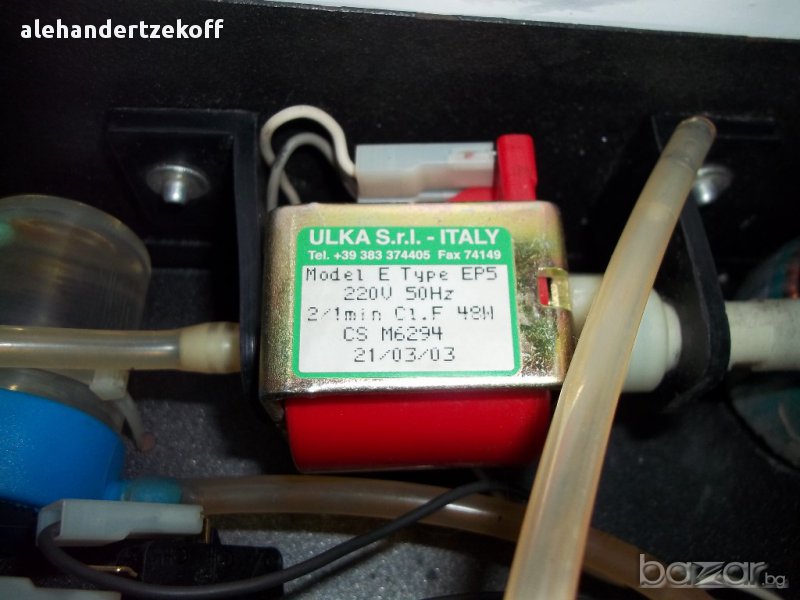 alehandertzekoff
ULKA S.r.l. - ITALY
Tel. +39 383 374405 Fax 74149
Model E Type EP5
220V 50Hz
2/1min Cl.F 48W
CS M6294
21/03/03
bazar.bg